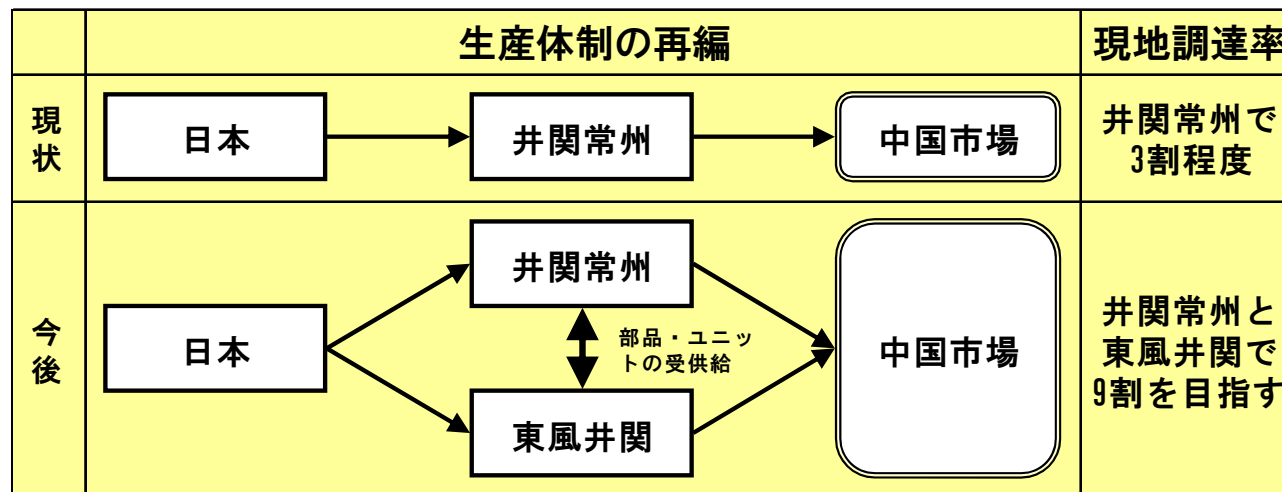 生産体制の再編
現地調達率
現
状
日本
井関常州
中国市場
井関常州で
3割程度
今
後
日本
井関常州
部品・ユニッ
トの受供給
東風井関
中国市場
井関常州と
東風井関で
9割を目指す